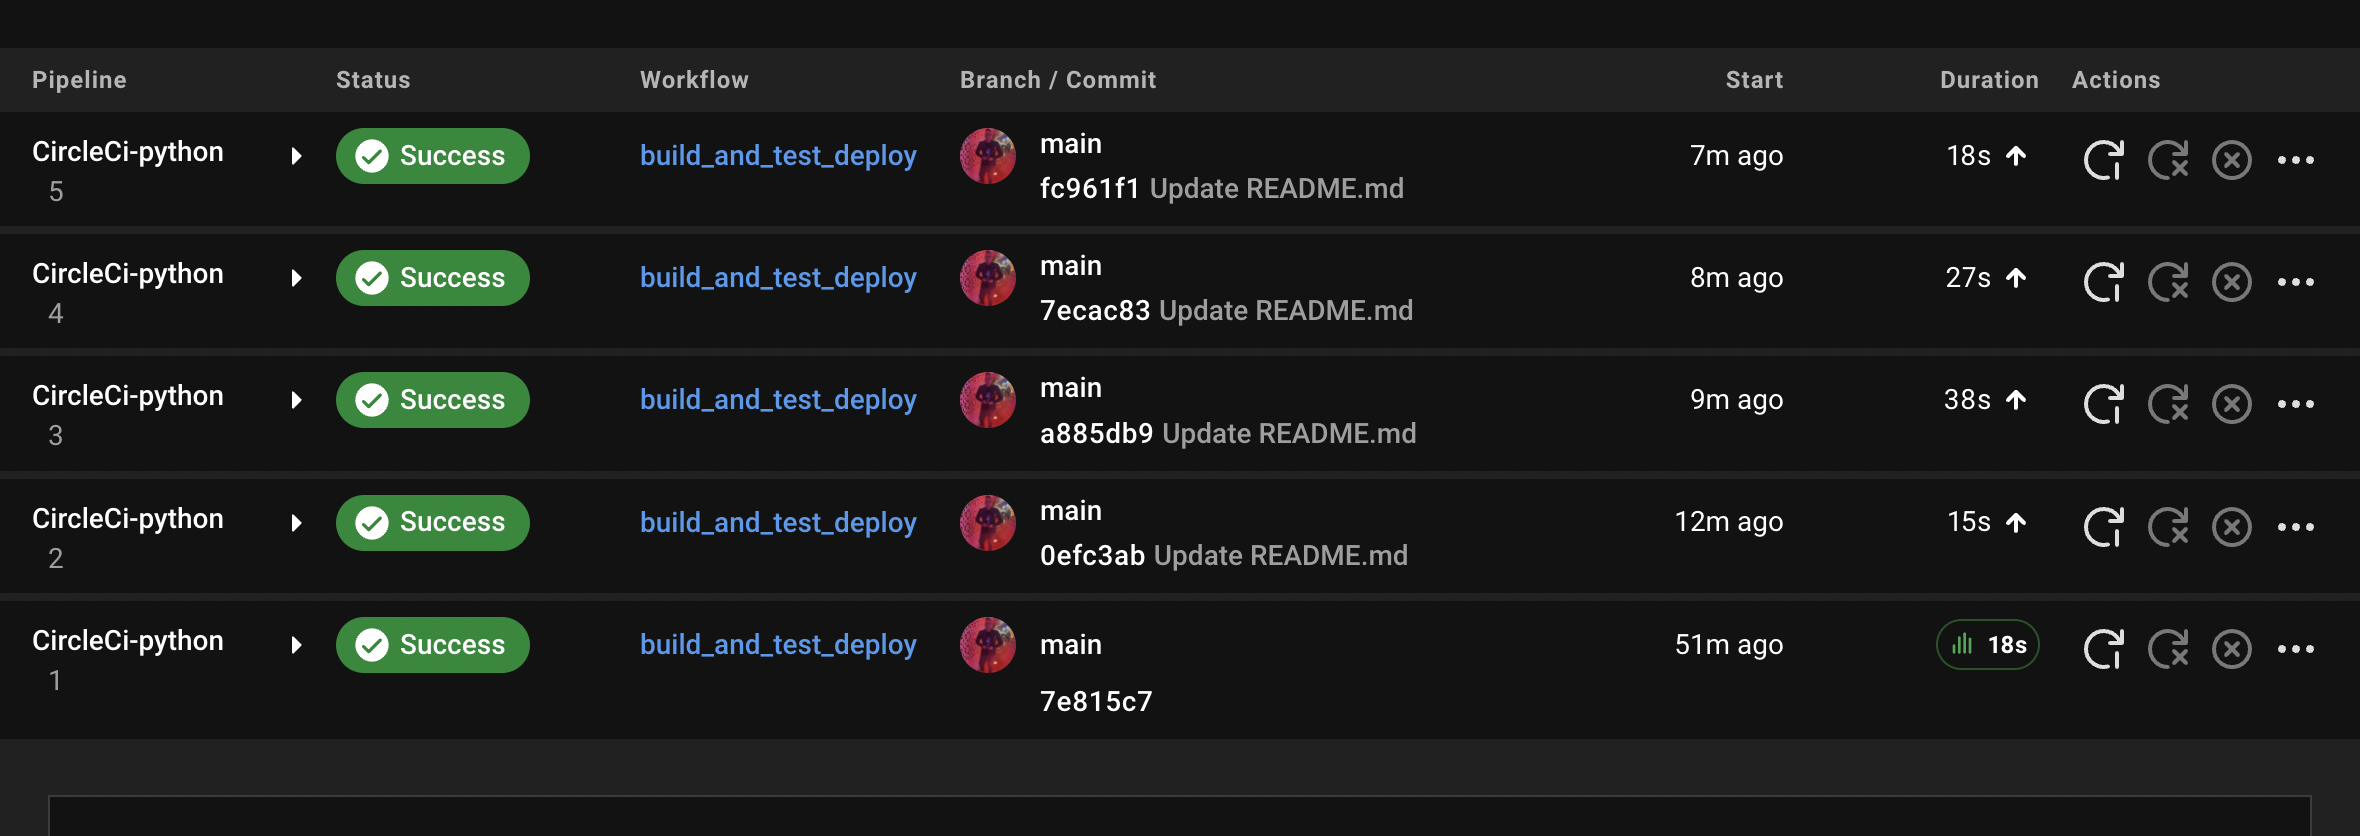 Pipeline Status Workflow Branch / Commit Start Duration Actions
CircleCi-python Success build_and_test_deploy main 7m ago 18s
5 fc961f1 Update README.md
CircleCi-python Success build_and_test_deploy main 8m ago 27s
4 7ecac83 Update README.md
CircleCi-python Success build_and_test_deploy main 9m ago 38s
3 a885db9 Update README.md
CircleCi-python Success build_and_test_deploy main 12m ago 15s
2 0efc3ab Update README.md
CircleCi-python Success build_and_test_deploy main 51m ago 18s
1 7e815c7